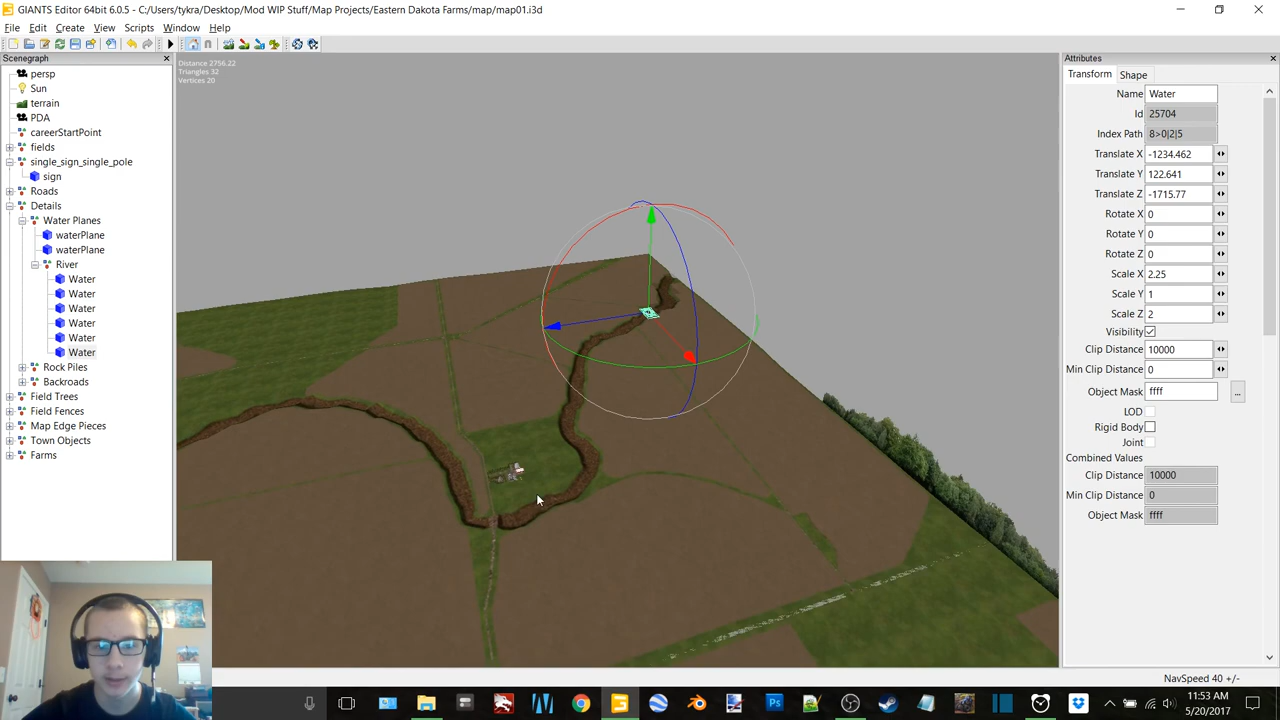 GIANTS Editor 64bit 6.0.5 - C:/Users/tykra/Desktop/Mod WIP Stuff/Map Projects/Eastern Dakota Farms/map/map01.i3d
File Edit Create View Scripts Window Help
Scenegraph
persp
Sun
terrain
PDA
careerStartPoint
fields
single_sign_single_pole
sign
Roads
Details
Water Planes
waterPlane
waterPlane
River
Water
Water
Water
Water
Water
Water
Rock Piles
Backroads
Field Trees
Field Fences
Map Edge Pieces
Town Objects
Farms
Distance 2756.22
Triangles 32
Vertices 20
Attributes
Transform Shape
Name Water
Id 25704
Index Path 8>0|2|5
Translate X -1234.462
Translate Y 122.641
Translate Z -1715.77
Rotate X 0
Rotate Y 0
Rotate Z 0
Scale X 2.25
Scale Y 1
Scale Z 2
Visibility
Clip Distance 10000
Min Clip Distance 0
Object Mask ffff ...
LOD
Rigid Body
Joint
Combined Values
Clip Distance 10000
Min Clip Distance 0
Object Mask ffff
NavSpeed 40 +/-
11:53 AM
5/20/2017